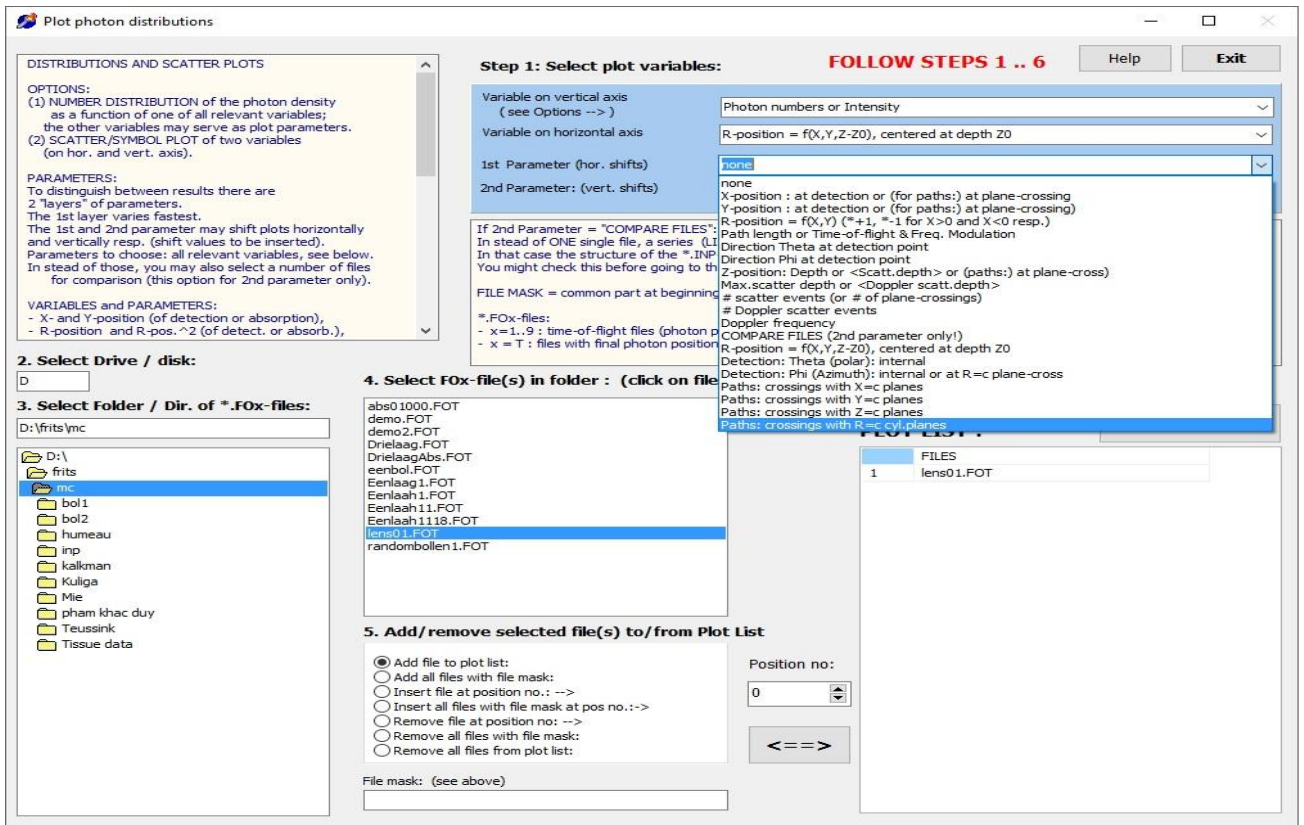 Plot photon distributions
DISTRIBUTIONS AND SCATTER PLOTS
OPTIONS:
(1) NUMBER DISTRIBUTION of the photon density
as a function of one of all relevant variables;
the other variables may serve as plot parameters.
(2) SCATTER/SYMBOL PLOT of two variables
(on hor. and vert. axis).
PARAMETERS:
To distinguish between results there are
2 "layers" of parameters.
The 1st layer varies fastest.
The 1st and 2nd parameter may shift plots horizontally
and vertically resp. (shift values to be inserted).
Parameters to choose: all relevant variables, see below.
In stead of those, you may also select a number of files
for comparison (this option for 2nd parameter only).
VARIABLES and PARAMETERS:
- X- and Y-position (of detection or absorption),
- R-position and R-pos.^2 (of detect. or absorb.),
Step 1: Select plot variables:
FOLLOW STEPS 1 .. 6
Help
Exit
Variable on vertical axis
( see Options --> )
Photon numbers or Intensity
Variable on horizontal axis
R-position = f(X,Y,Z-Z0), centered at depth Z0
1st Parameter (hor. shifts)
none
2nd Parameter: (vert. shifts)
none
X-position : at detection or (for paths:) at plane-crossing
Y-position : at detection or (for paths:) at plane-crossing)
R-position = f(X,Y) (*+1, *-1 for X>0 and X<0 resp.)
Path length or Time-of-flight & Freq. Modulation
Direction Theta at detection point
Direction Phi at detection point
Z-position: Depth or <Scatt.depth> or (paths:) at plane-cross)
Max.scatter depth or <Doppler scatt.depth>
# scatter events (or # of plane-crossings)
# Doppler scatter events
Doppler frequency
COMPARE FILES (2nd parameter only!)
R-position = f(X,Y,Z-Z0), centered at depth Z0
Detection: Theta (polar): internal
Detection: Phi (Azimuth): internal or at R=c plane-cross
Paths: crossings with X=c planes
Paths: crossings with Y=c planes
Paths: crossings with Z=c planes
Paths: crossings with R=c cyl.planes
If 2nd Parameter = "COMPARE FILES":
In stead of ONE single file, a series (LI
In that case the structure of the *.INP
You might check this before going to th
FILE MASK = common part at beginning
*.FOx-files:
- x=1..9 : time-of-flight files (photon p
- x = T : files with final photon position
2. Select Drive / disk:
D
3. Select Folder / Dir. of *.FOx-files:
D:\frits\mc
D:\
frits
mc
bol1
bol2
humeau
inp
kalkman
Kuliga
Mie
pham khac duy
Teussink
Tissue data
4. Select FOx-file(s) in folder : (click on file
abs01000.FOT
demo.FOT
demo2.FOT
Drielaag.FOT
DrielaagAbs.FOT
eenbol.FOT
Eenlaag1.FOT
Eenlaah1.FOT
Eenlaah11.FOT
Eenlaah1118.FOT
lens01.FOT
randombollen1.FOT
5. Add/remove selected file(s) to/from Plot List
Add file to plot list:
Add all files with file mask:
Insert file at position no.: -->
Insert all files with file mask at pos no.:->
Remove file at position no: -->
Remove all files with file mask:
Remove all files from plot list:
Position no:
0
<==>
File mask: (see above)
PLOT LIST :
FILES
1 lens01.FOT